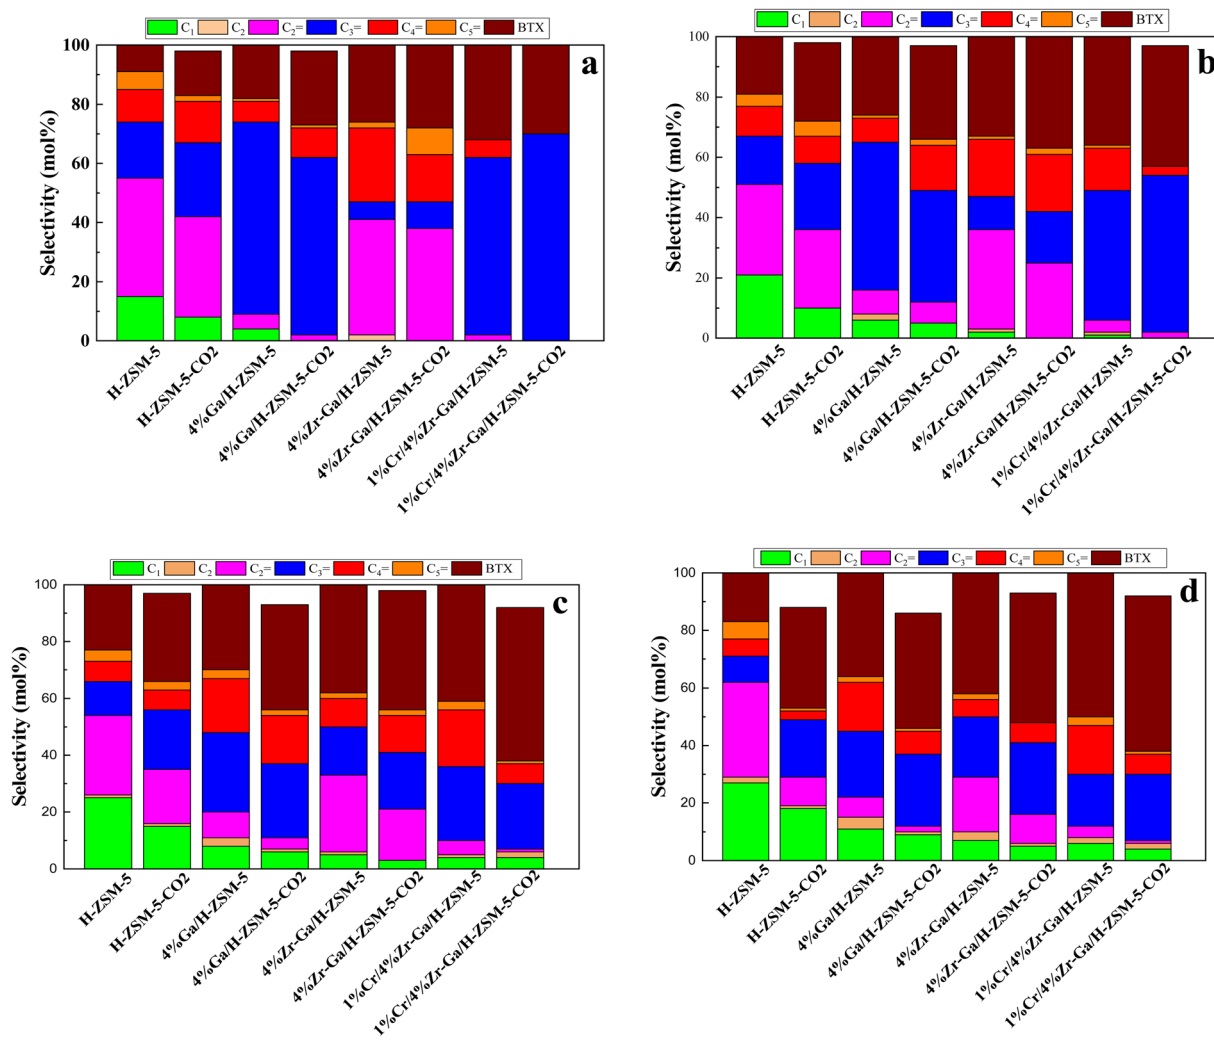 C1 C2 C2= C3= C4= C5= BTX
a
Selectivity (mol%)
100
80
60
40
20
0
H-ZSM-5
H-ZSM-5-CO2
4%Ga/H-ZSM-5
4%Ga/H-ZSM-5-CO2
4%Zr-Ga/H-ZSM-5
4%Zr-Ga/H-ZSM-5-CO2
1%Cr/4%Zr-Ga/H-ZSM-5
1%Cr/4%Zr-Ga/H-ZSM-5-CO2
C1 C2 C2= C3= C4= C5= BTX
b
Selectivity (mol%)
100
80
60
40
20
0
H-ZSM-5
H-ZSM-5-CO2
4%Ga/H-ZSM-5
4%Ga/H-ZSM-5-CO2
4%Zr-Ga/H-ZSM-5
4%Zr-Ga/H-ZSM-5-CO2
1%Cr/4%Zr-Ga/H-ZSM-5
1%Cr/4%Zr-Ga/H-ZSM-5-CO2
C1 C2 C2= C3= C4= C5= BTX
c
Selectivity (mol%)
100
80
60
40
20
0
H-ZSM-5
H-ZSM-5-CO2
4%Ga/H-ZSM-5
4%Ga/H-ZSM-5-CO2
4%Zr-Ga/H-ZSM-5
4%Zr-Ga/H-ZSM-5-CO2
1%Cr/4%Zr-Ga/H-ZSM-5
1%Cr/4%Zr-Ga/H-ZSM-5-CO2
C1 C2 C2= C3= C4= C5= BTX
d
Selectivity (mol%)
100
80
60
40
20
0
H-ZSM-5
H-ZSM-5-CO2
4%Ga/H-ZSM-5
4%Ga/H-ZSM-5-CO2
4%Zr-Ga/H-ZSM-5
4%Zr-Ga/H-ZSM-5-CO2
1%Cr/4%Zr-Ga/H-ZSM-5
1%Cr/4%Zr-Ga/H-ZSM-5-CO2